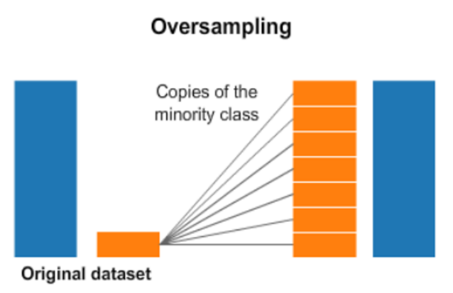 Oversampling
Copies of the
minority class
Original dataset